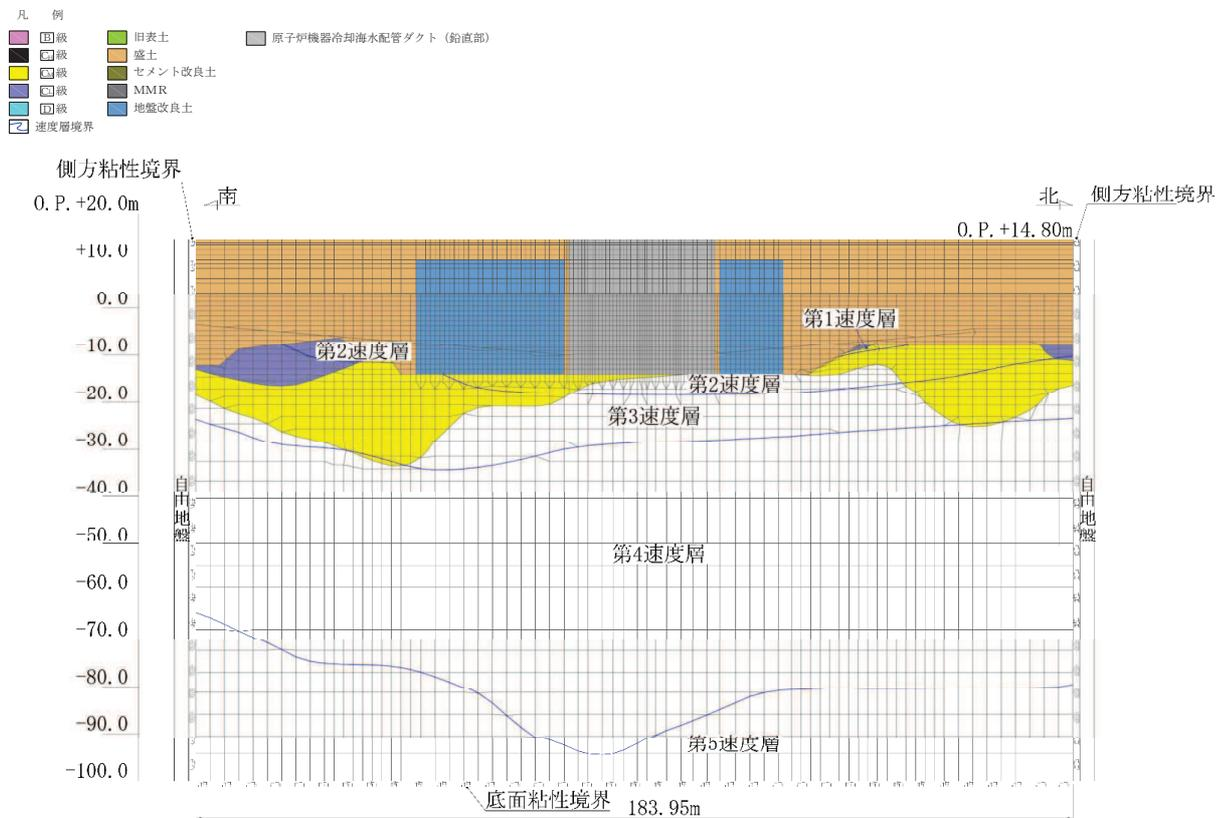 凡 例
B級
CH級
CM級
CL級
D級
速度層境界
旧表土
盛土
セメント改良土
MMR
地盤改良土
原子炉機器冷却海水配管ダクト（鉛直部）
側方粘性境界
O.P.+20.0m
南
北
側方粘性境界
O.P.+14.80m
+10.0
0.0
-10.0
-20.0
-30.0
-40.0
-50.0
-60.0
-70.0
-80.0
-90.0
-100.0
第1速度層
第2速度層
第2速度層
第3速度層
自由地盤
自由地盤
第4速度層
第5速度層
底面粘性境界
183.95m